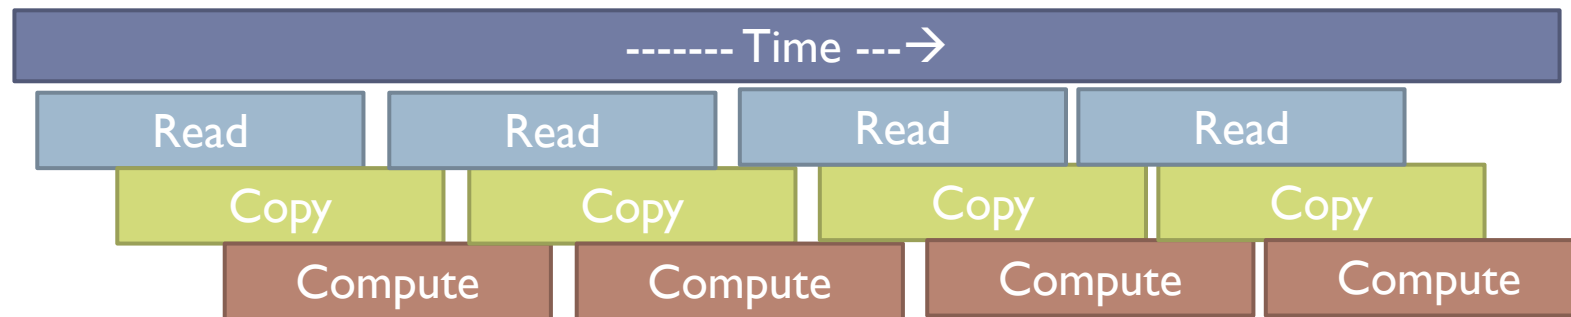 ------- Time ---→
Read Read Read Read
Copy Copy Copy Copy
Compute Compute Compute Compute